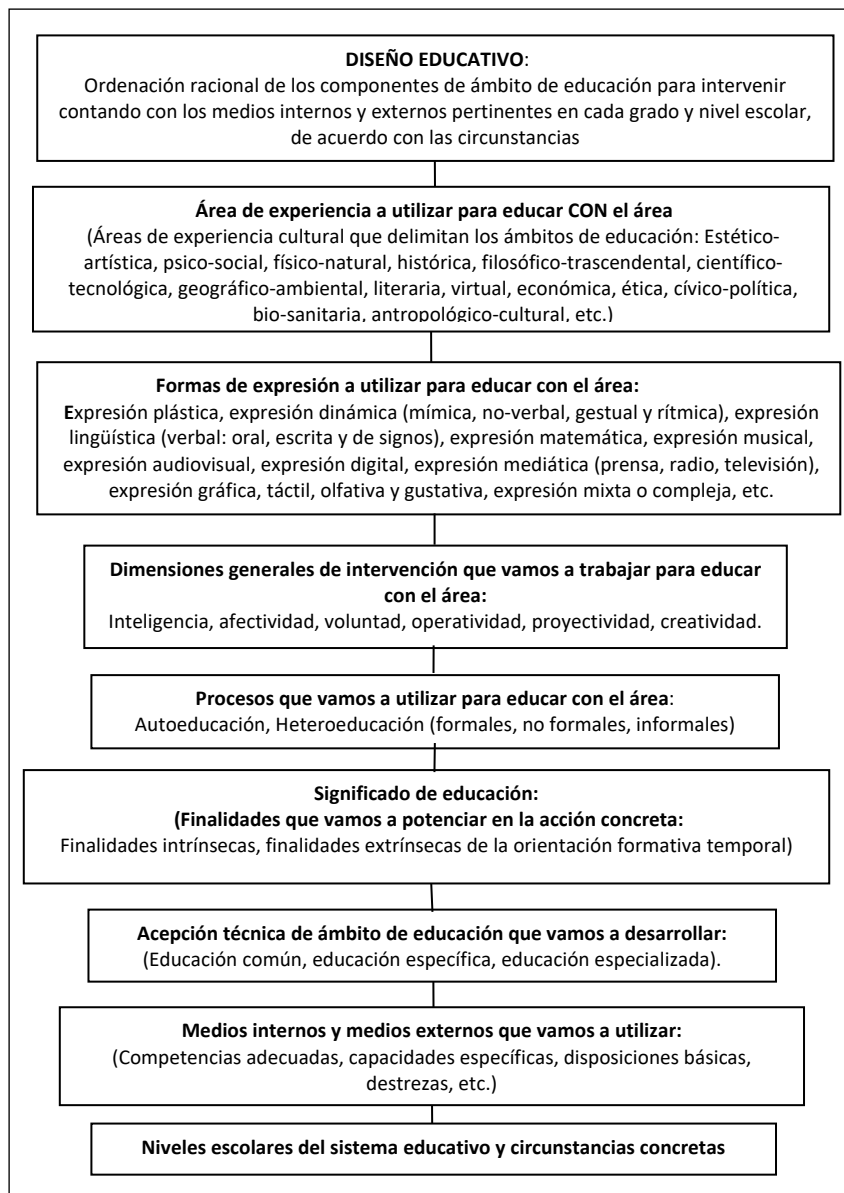 DISEÑO EDUCATIVO:
Ordenación racional de los componentes de ámbito de educación para intervenir
contando con los medios internos y externos pertinentes en cada grado y nivel escolar,
de acuerdo con las circunstancias
Área de experiencia a utilizar para educar CON el área
(Áreas de experiencia cultural que delimitan los ámbitos de educación: Estético-
artística, psico-social, físico-natural, histórica, filosófico-trascendental, científico-
tecnológica, geográfico-ambiental, literaria, virtual, económica, ética, cívico-política,
bio-sanitaria, antropológico-cultural, etc.)
Formas de expresión a utilizar para educar con el área:
Expresión plástica, expresión dinámica (mímica, no-verbal, gestual y rítmica), expresión
lingüística (verbal: oral, escrita y de signos), expresión matemática, expresión musical,
expresión audiovisual, expresión digital, expresión mediática (prensa, radio, televisión),
expresión gráfica, táctil, olfativa y gustativa, expresión mixta o compleja, etc.
Dimensiones generales de intervención que vamos a trabajar para educar
con el área:
Inteligencia, afectividad, voluntad, operatividad, proyectividad, creatividad.
Procesos que vamos a utilizar para educar con el área:
Autoeducación, Heteroeducación (formales, no formales, informales)
Significado de educación:
(Finalidades que vamos a potenciar en la acción concreta:
Finalidades intrínsecas, finalidades extrínsecas de la orientación formativa temporal)
Acepción técnica de ámbito de educación que vamos a desarrollar:
(Educación común, educación específica, educación especializada).
Medios internos y medios externos que vamos a utilizar:
(Competencias adecuadas, capacidades específicas, disposiciones básicas,
destrezas, etc.)
Niveles escolares del sistema educativo y circunstancias concretas